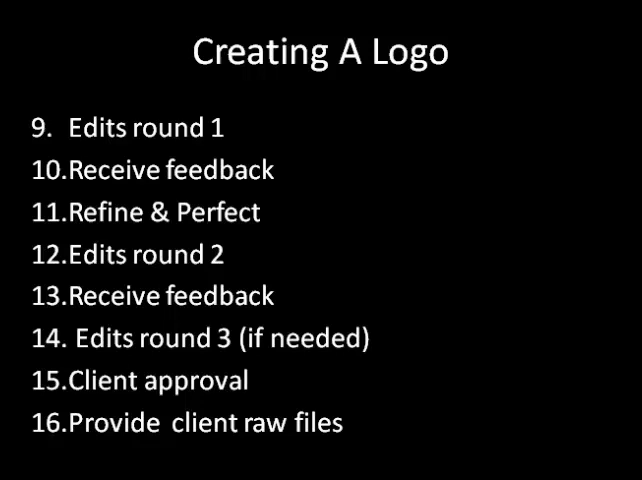 Creating A Logo
9. Edits round 1
10.Receive feedback
11.Refine & Perfect
12.Edits round 2
13.Receive feedback
14. Edits round 3 (if needed)
15.Client approval
16.Provide client raw files